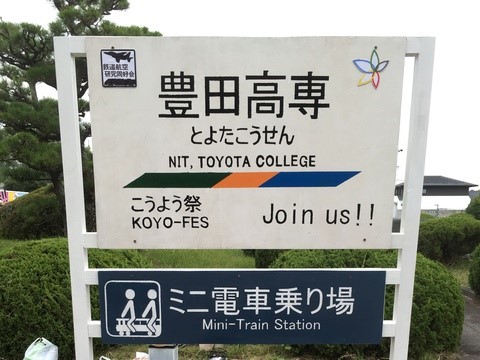 鉄道航空
研究同好会
豊田高専
とよたこうせん
NIT, TOYOTA COLLEGE
こうよう祭
KOYO-FES
Join us!!
ミニ電車乗り場
Mini-Train Station